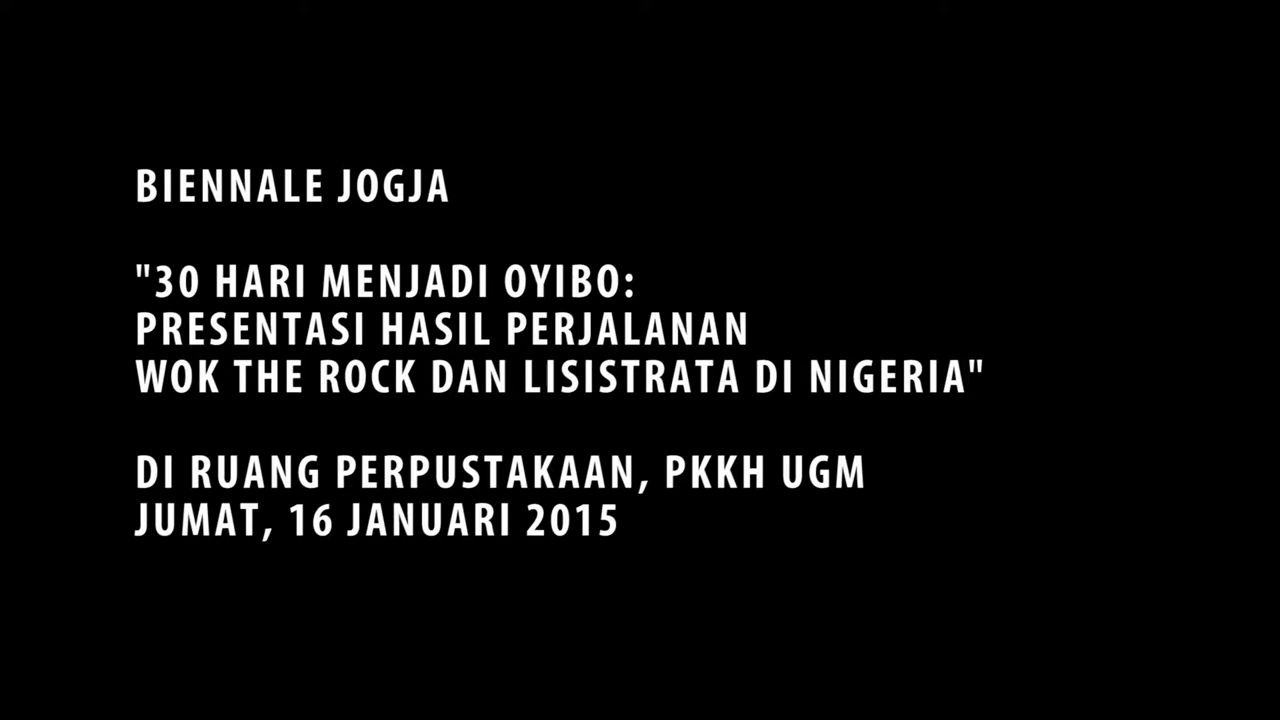 BIENNALE JOGJA
"30 HARI MENJADI OYIBO:
PRESENTASI HASIL PERJALANAN
WOK THE ROCK DAN LISISTRATA DI NIGERIA"
DI RUANG PERPUSTAKAAN, PKKH UGM
JUMAT, 16 JANUARI 2015